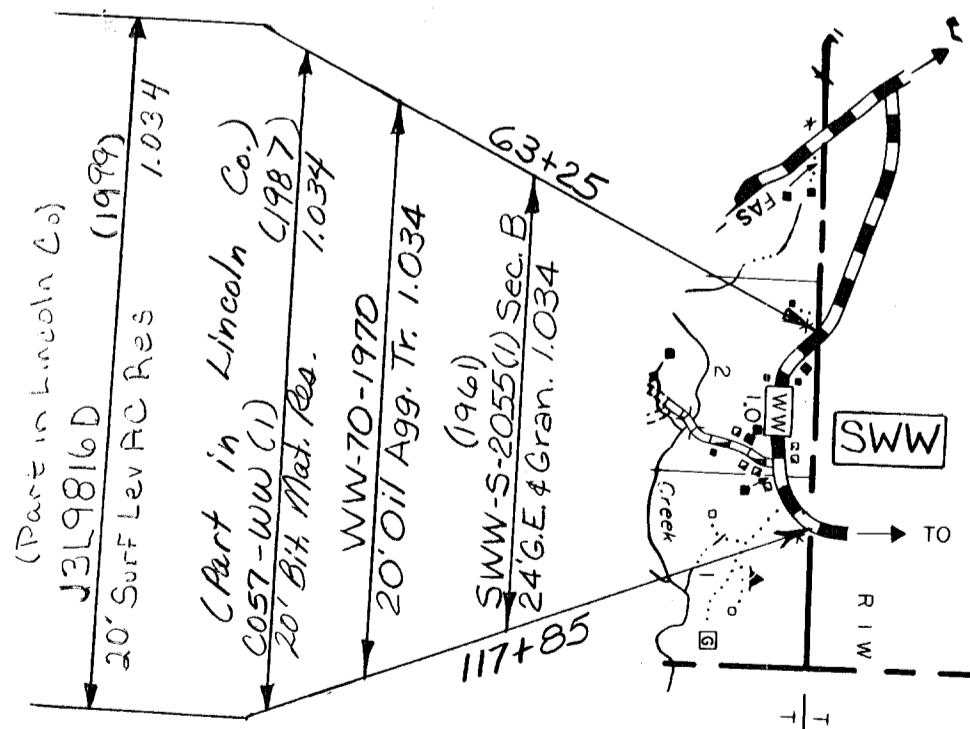 (Part in Lincoln Co)
J3L9816D (1999)
20' Surf Lev AC Res 1.034
(Part in Lincoln Co.)
C057-WW (1) (1987)
20' Bit. Mat. Res. 1.034
WW-70-1970
20' Oil Agg. Tr. 1.034
(1961)
SWW-S-2055(1) Sec. B
24' G.E. & Gran. 1.034
63+25
117+85
FAS
2
1.0
WW
SWW
Creek
1
G
TO
R I W
T
T